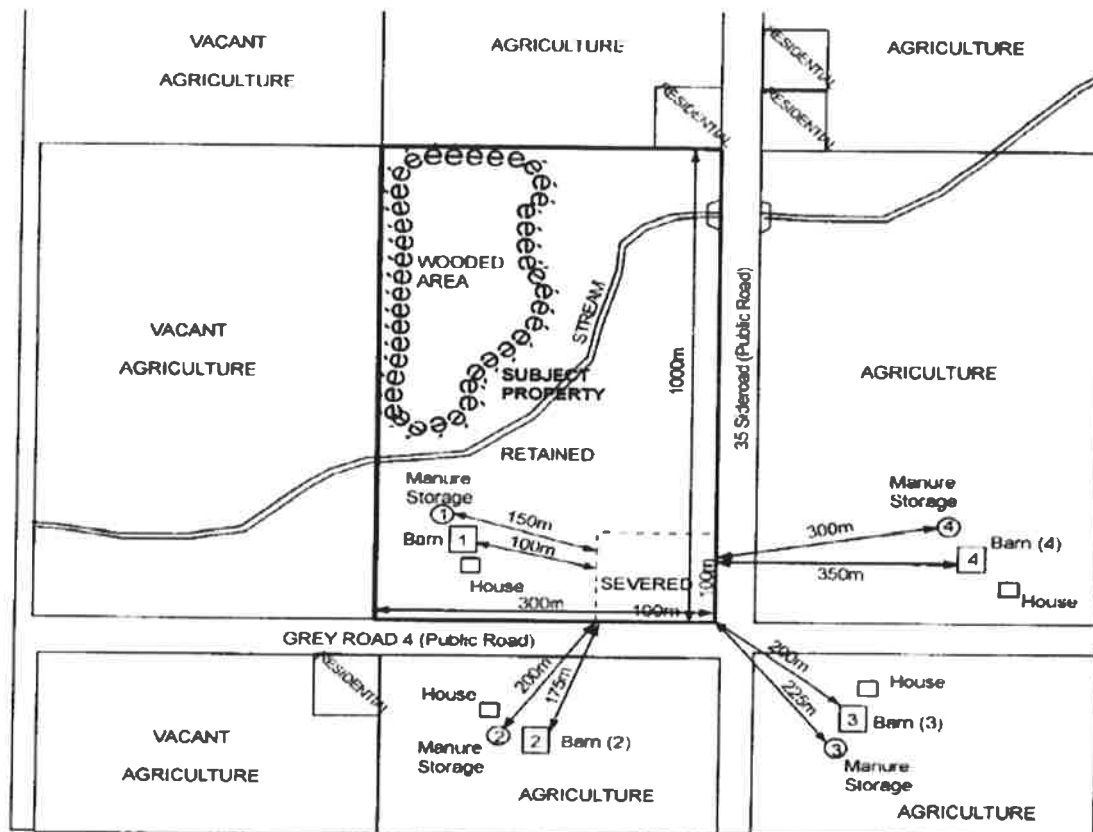 VACANT
AGRICULTURE
AGRICULTURE
AGRICULTURE
RESIDENTIAL
RESIDENTIAL
RESIDENTIAL
WOODED
AREA
STREAM
1000m
35 Sideroad (Public Road)
VACANT
AGRICULTURE
SUBJECT
PROPERTY
AGRICULTURE
RETAINED
Manure
Storage
1
150m
Barn
1
100m
House
SEVERED
100m
300m
100m
Manure
Storage
4
300m
Barn (4)
4
350m
House
GREY ROAD 4 (Public Road)
RESIDENTIAL
VACANT
AGRICULTURE
House
200m
175m
2
2
Barn (2)
Manure
Storage
AGRICULTURE
200m
225m
House
3
Barn (3)
3
Manure
Storage
AGRICULTURE